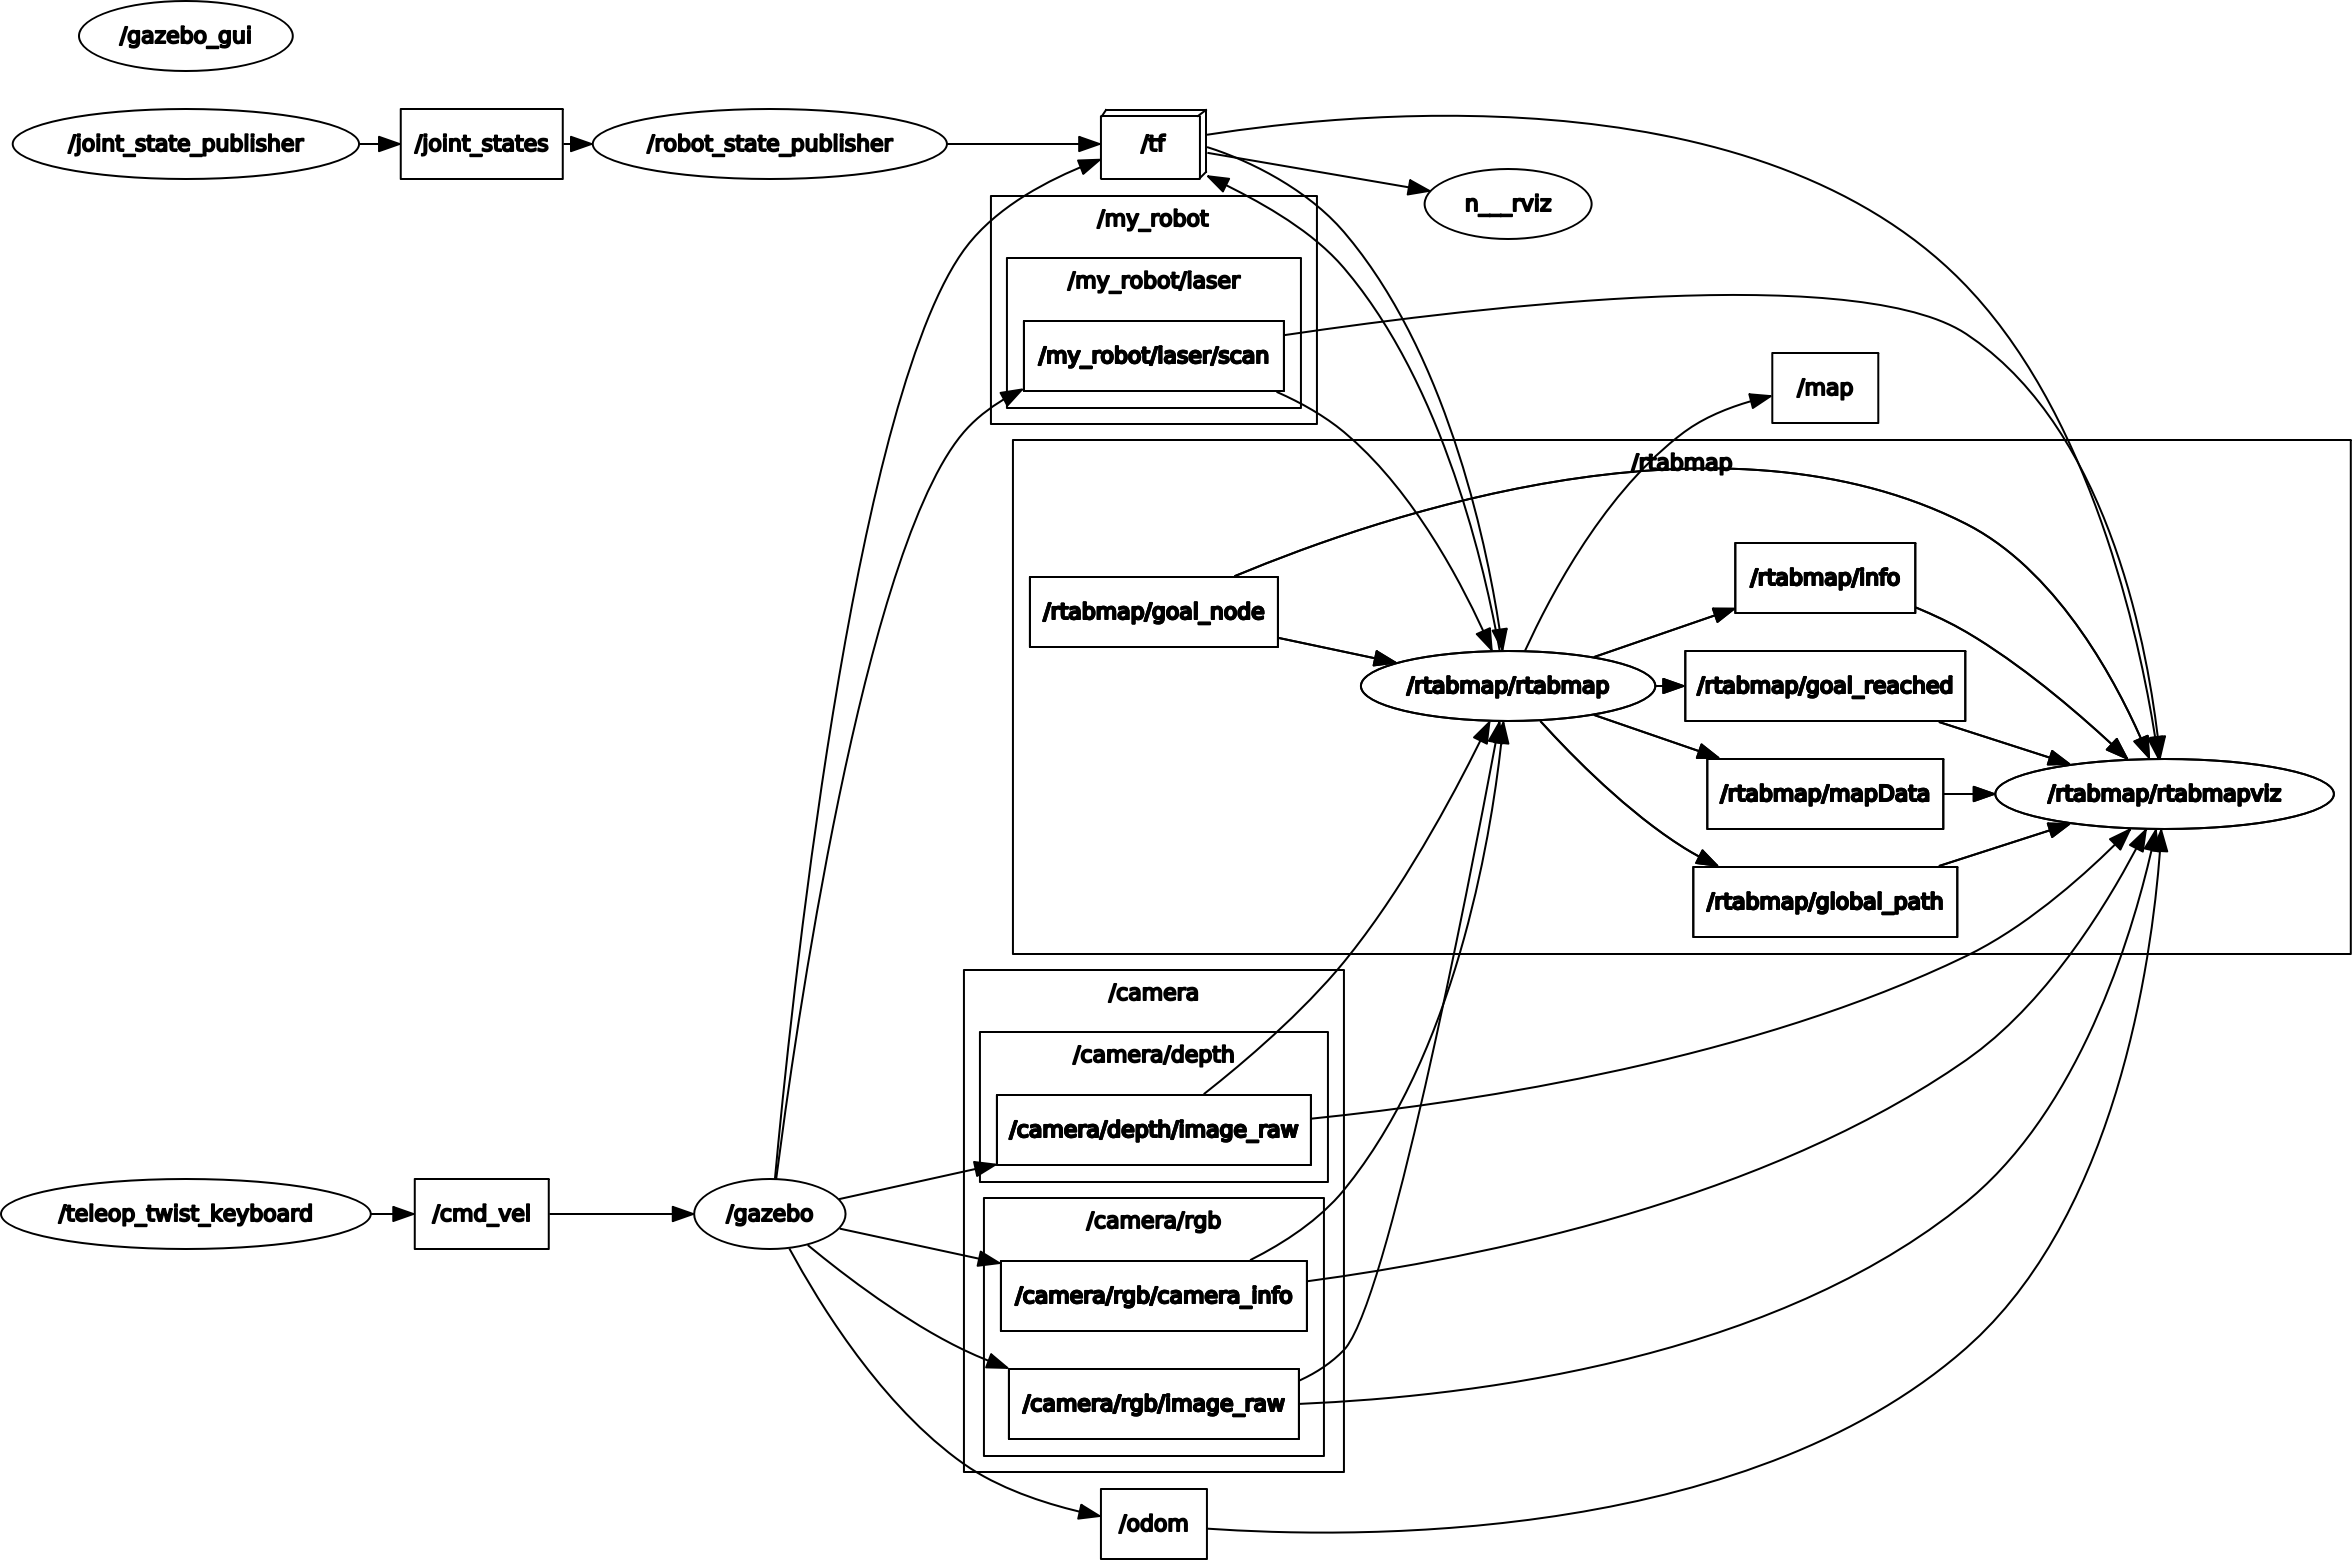 /gazebo_gui
/joint_state_publisher
/joint_states
/robot_state_publisher
/tf
n___rviz
/my_robot
/my_robot/laser
/my_robot/laser/scan
/map
/rtabmap
/rtabmap/info
/rtabmap/goal_node
/rtabmap/rtabmap
/rtabmap/goal_reached
/rtabmap/mapData
/rtabmap/rtabmapviz
/rtabmap/global_path
/camera
/camera/depth
/camera/depth/image_raw
/teleop_twist_keyboard
/cmd_vel
/gazebo
/camera/rgb
/camera/rgb/camera_info
/camera/rgb/image_raw
/odom